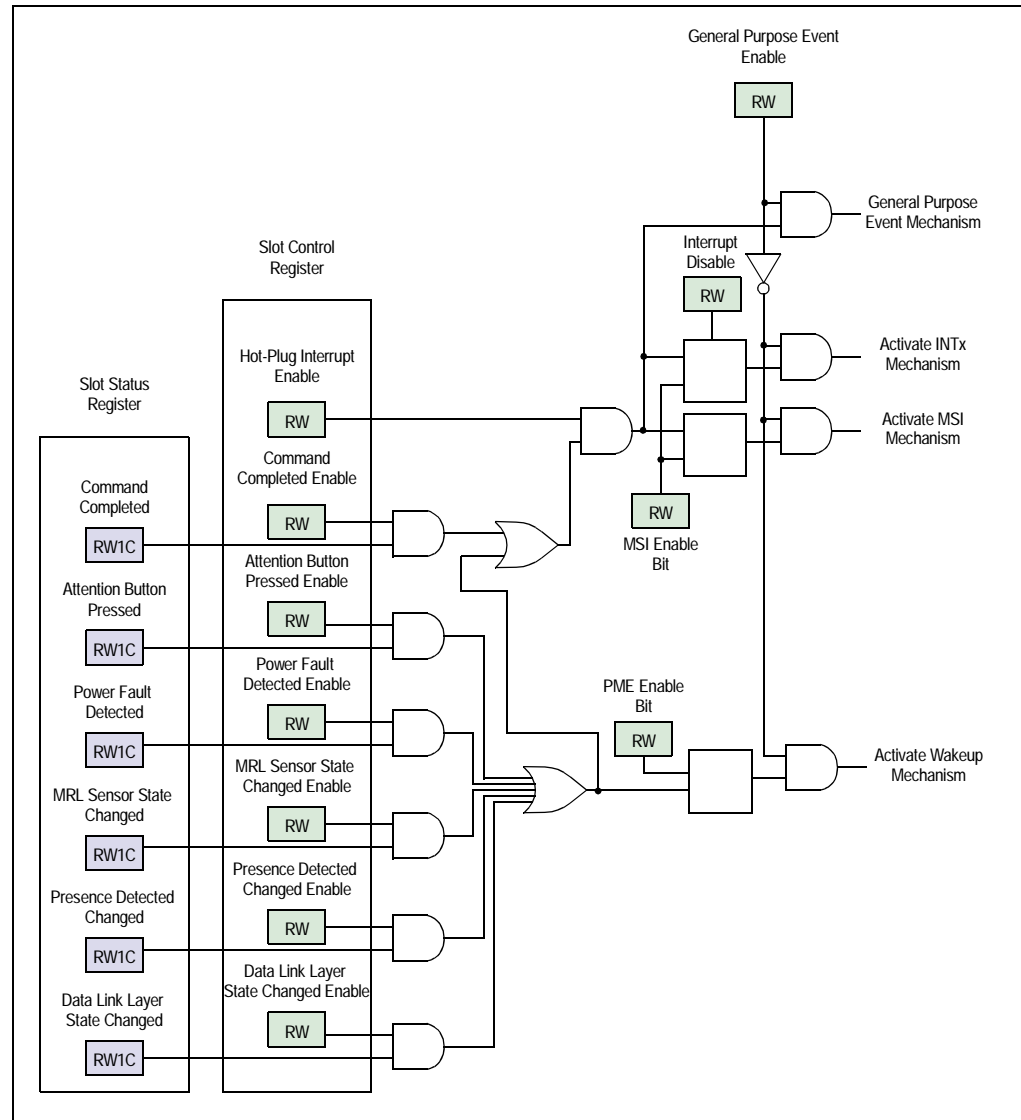 General Purpose Event
Enable
RW
General Purpose
Event Mechanism
Slot Control
Register
Interrupt
Disable
RW
Hot-Plug Interrupt
Enable
RW
Activate INTx
Mechanism
Slot Status
Register
Activate MSI
Mechanism
Command
Completed Enable
RW
Command
Completed
RW1C
RW
MSI Enable
Bit
Attention Button
Pressed Enable
RW
Attention Button
Pressed
RW1C
Power Fault
Detected Enable
RW
Power Fault
Detected
RW1C
PME Enable
Bit
RW
Activate Wakeup
Mechanism
MRL Sensor State
Changed Enable
RW
MRL Sensor State
Changed
RW1C
Presence Detected
Changed Enable
RW
Presence Detected
Changed
RW1C
Data Link Layer
State Changed Enable
RW
Data Link Layer
State Changed
RW1C